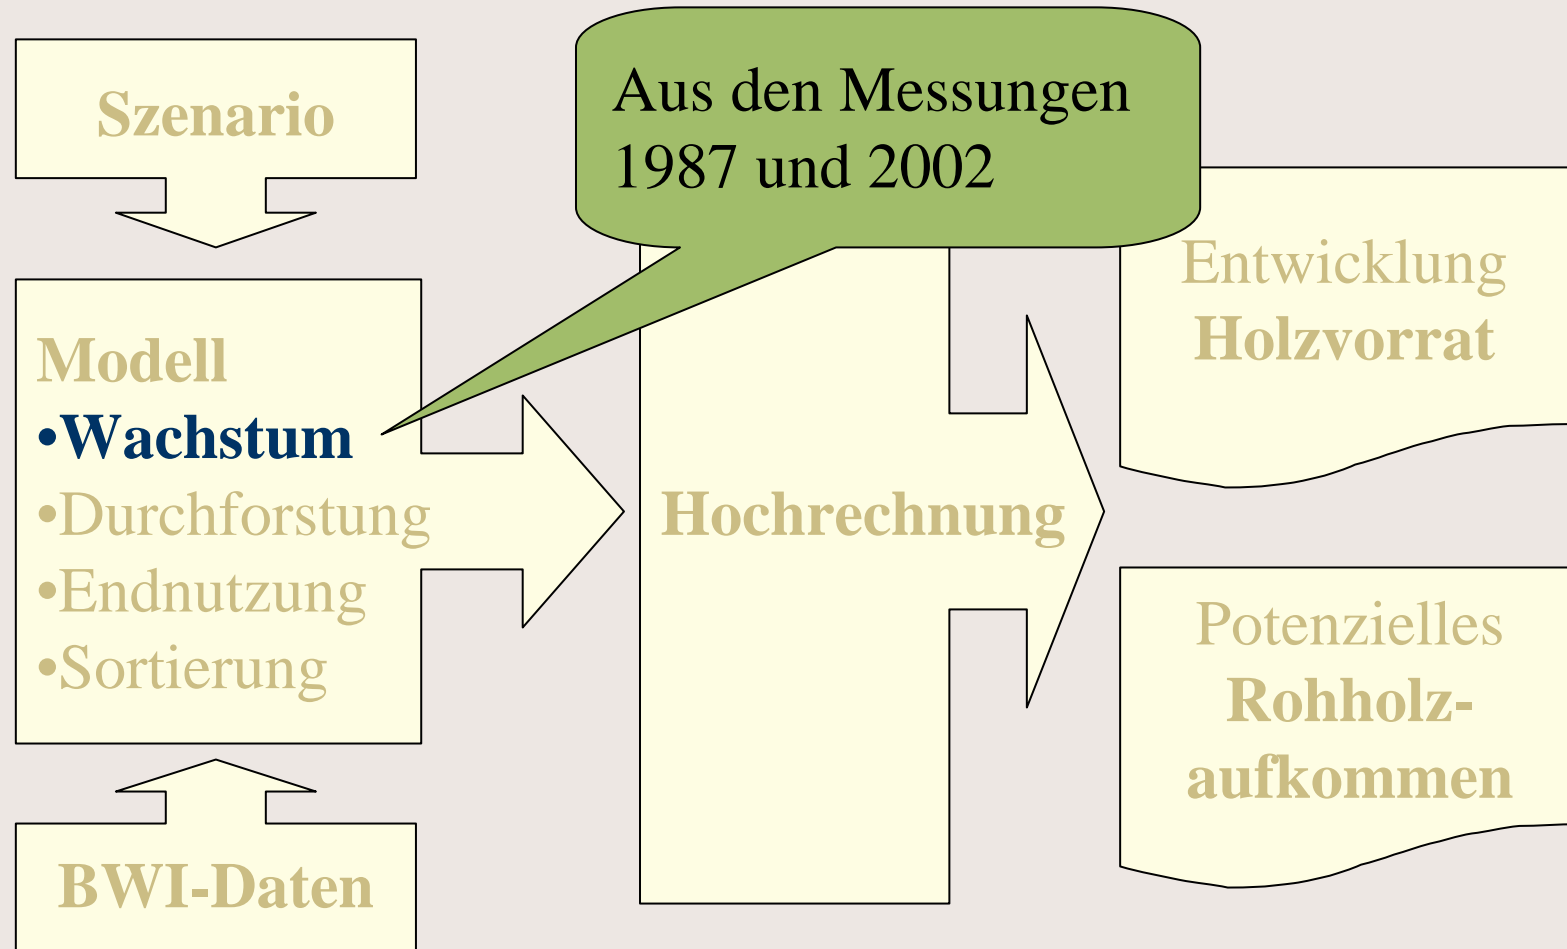 Szenario
Aus den Messungen
1987 und 2002
Modell
•Wachstum
•Durchforstung
•Endnutzung
•Sortierung
BWI-Daten
Hochrechnung
Entwicklung
Holzvorrat
Potenzielles
Rohholz-
aufkommen